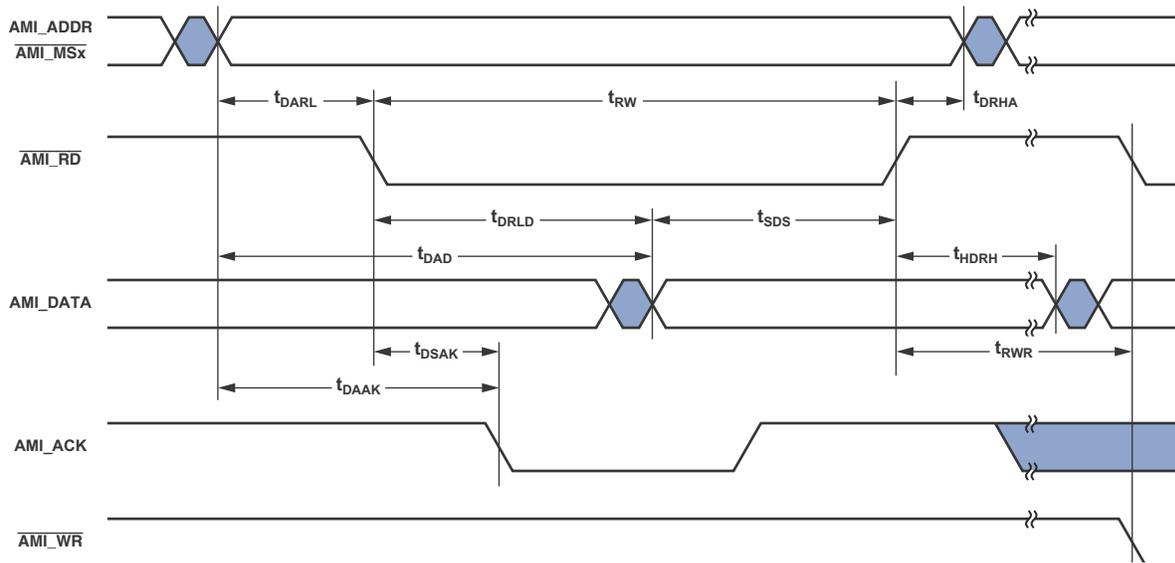 AMI_ADDR
AMI_MSx
tDARL
tRW
tDRHA
AMI_RD
tDRLD
tSDS
tDAD
tHDRH
AMI_DATA
tDSAK
tRWR
tDAAK
AMI_ACK
AMI_WR